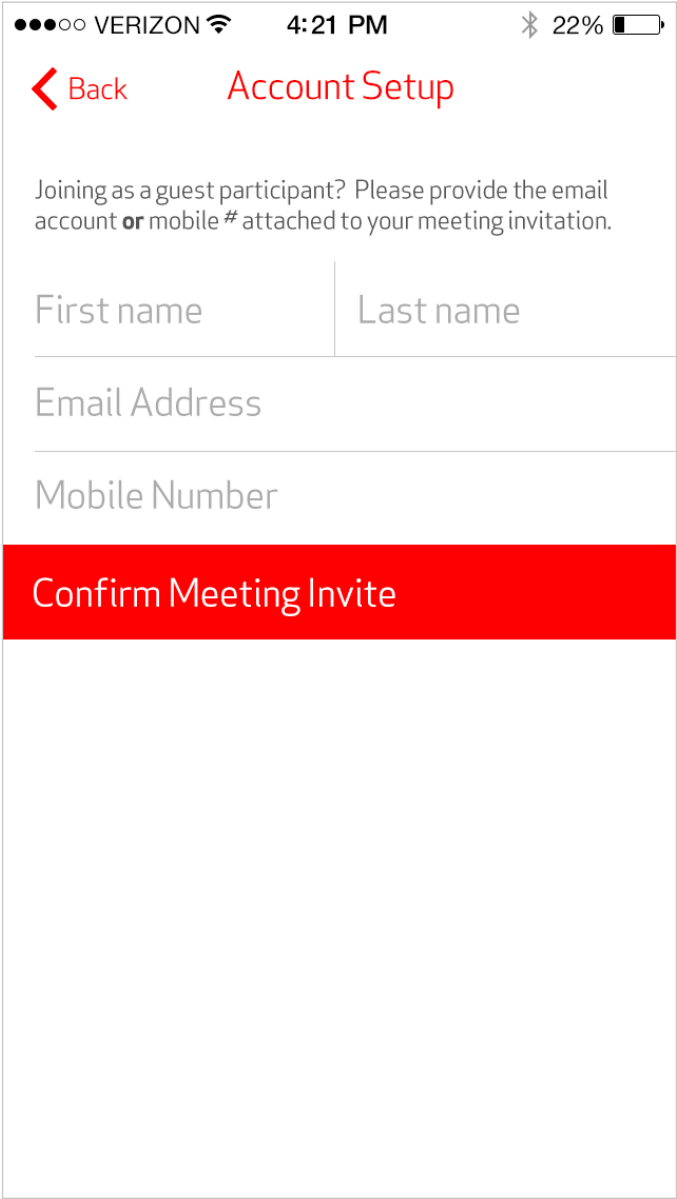 VERIZON 4:21 PM 22%
Back Account Setup
Joining as a guest participant? Please provide the email
account or mobile # attached to your meeting invitation.
First name Last name
Email Address
Mobile Number
Confirm Meeting Invite